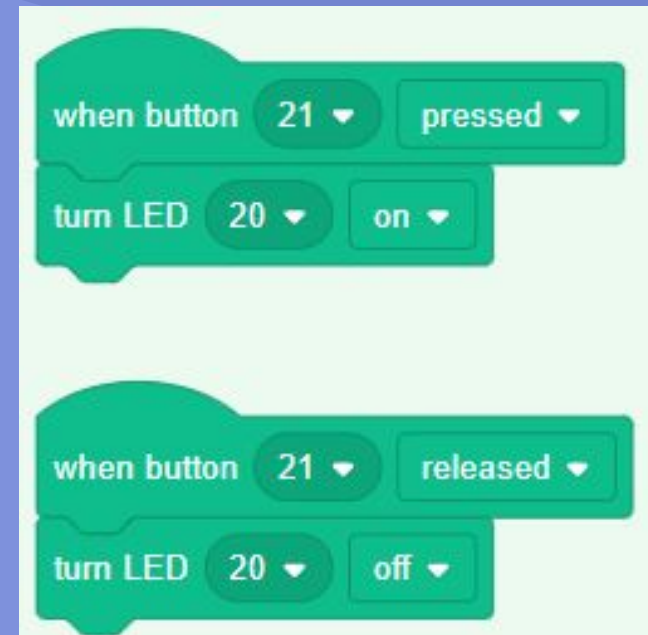 when button 21 pressed
turn LED 20 on
when button 21 released
turn LED 20 off